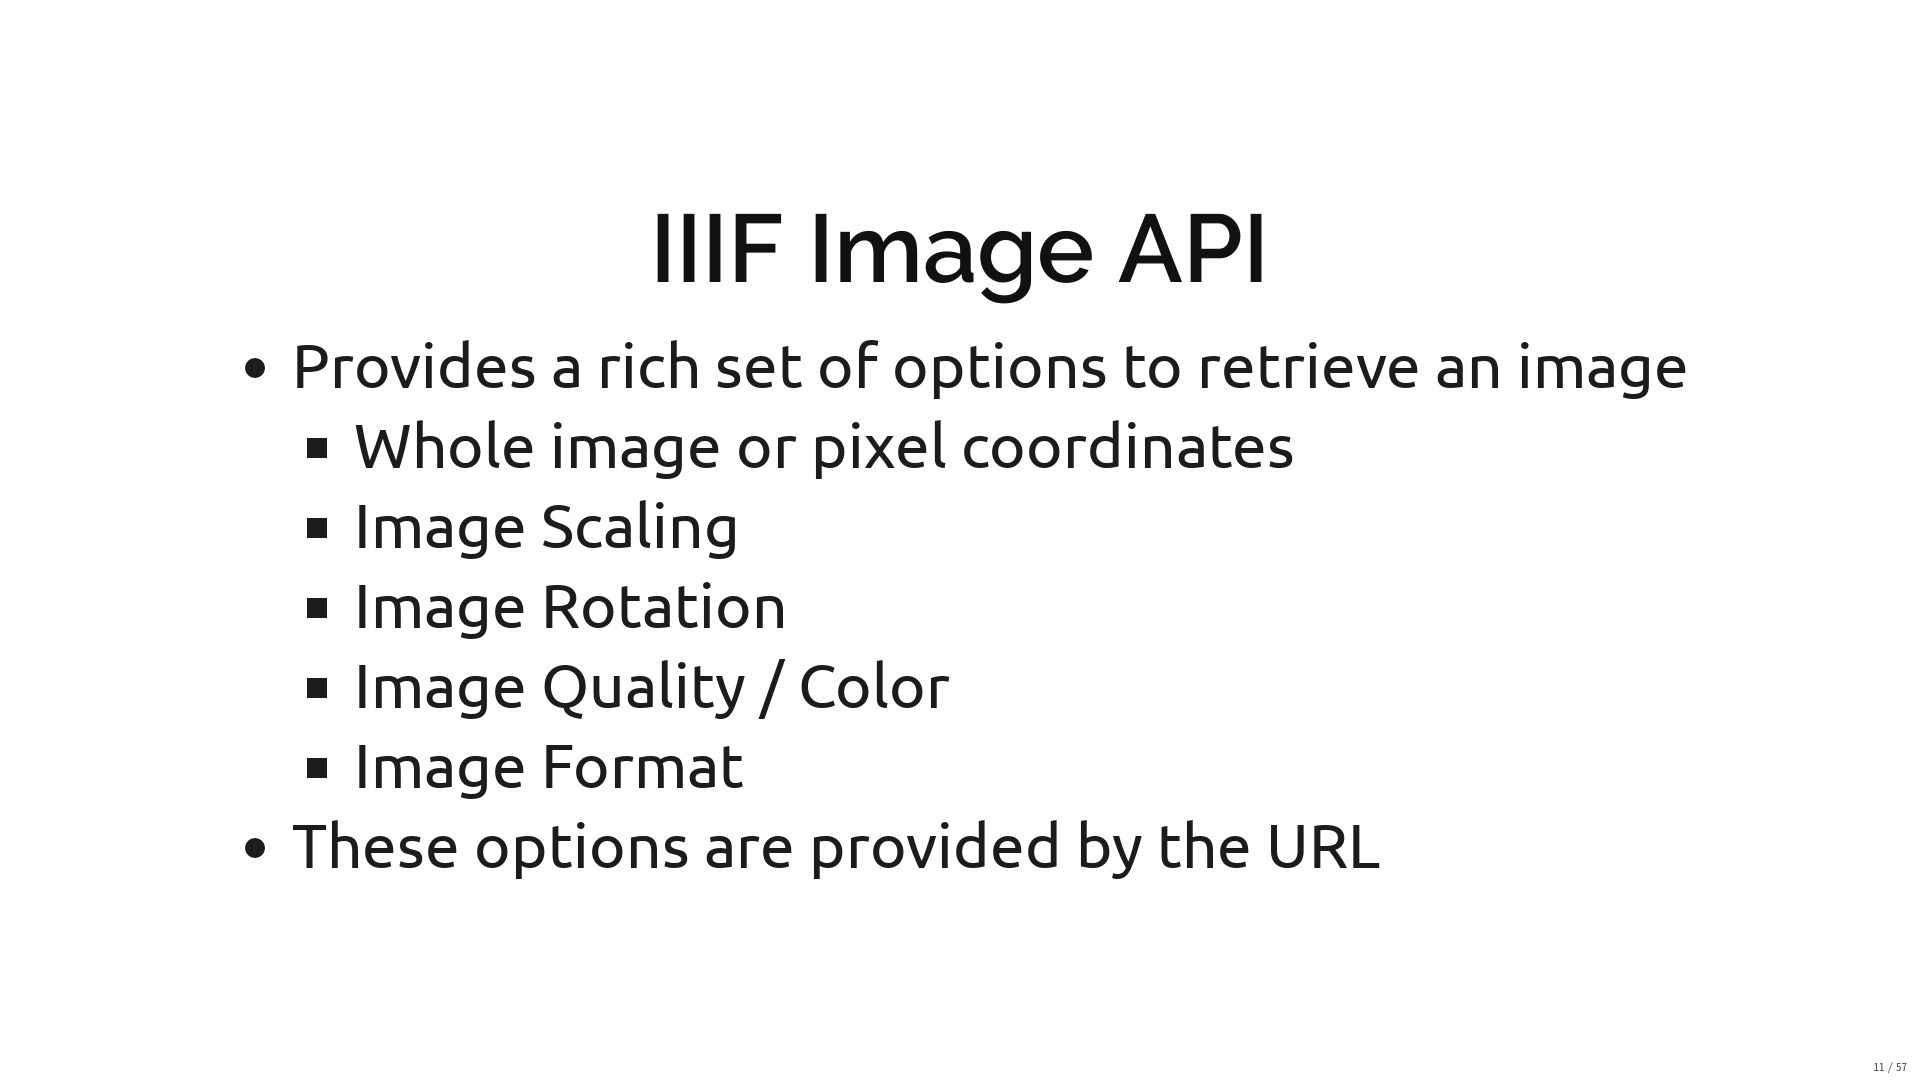 IIIF Image API
Provides a rich set of options to retrieve an image
Whole image or pixel coordinates
Image Scaling
Image Rotation
Image Quality / Color
Image Format
These options are provided by the URL
11 / 57